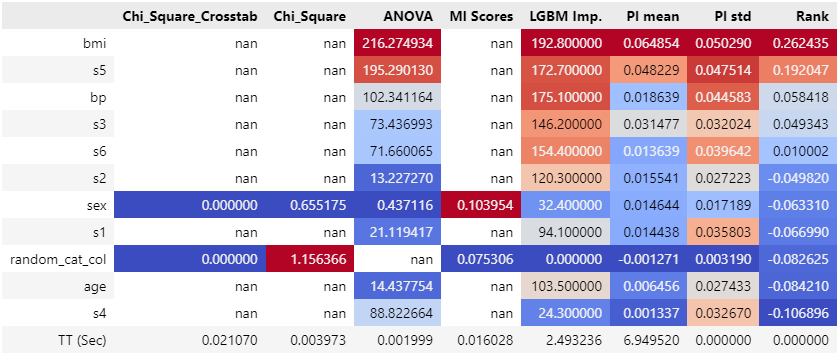 Chi_Square_Crosstab Chi_Square ANOVA MI Scores LGBM Imp. PI mean PI std Rank
bmi nan nan 216.274934 nan 192.800000 0.064854 0.050290 0.262435
s5 nan nan 195.290130 nan 172.700000 0.048229 0.047514 0.192047
bp nan nan 102.341164 nan 175.100000 0.018639 0.044583 0.058418
s3 nan nan 73.436993 nan 146.200000 0.031477 0.032024 0.049343
s6 nan nan 71.660065 nan 154.400000 0.013639 0.039642 0.010002
s2 nan nan 13.227270 nan 120.300000 0.015541 0.027223 -0.049820
sex 0.000000 0.655175 0.437116 0.103954 32.400000 0.014644 0.017189 -0.063310
s1 nan nan 21.119417 nan 94.100000 0.014438 0.035803 -0.066990
random_cat_col 0.000000 1.156366 nan 0.075306 0.000000 -0.001271 0.003190 -0.082625
age nan nan 14.437754 nan 103.500000 0.006456 0.027433 -0.084210
s4 nan nan 88.822664 nan 24.300000 0.001337 0.032670 -0.106896
TT (Sec) 0.021070 0.003973 0.001999 0.016028 2.493236 6.949520 0.000000 0.000000